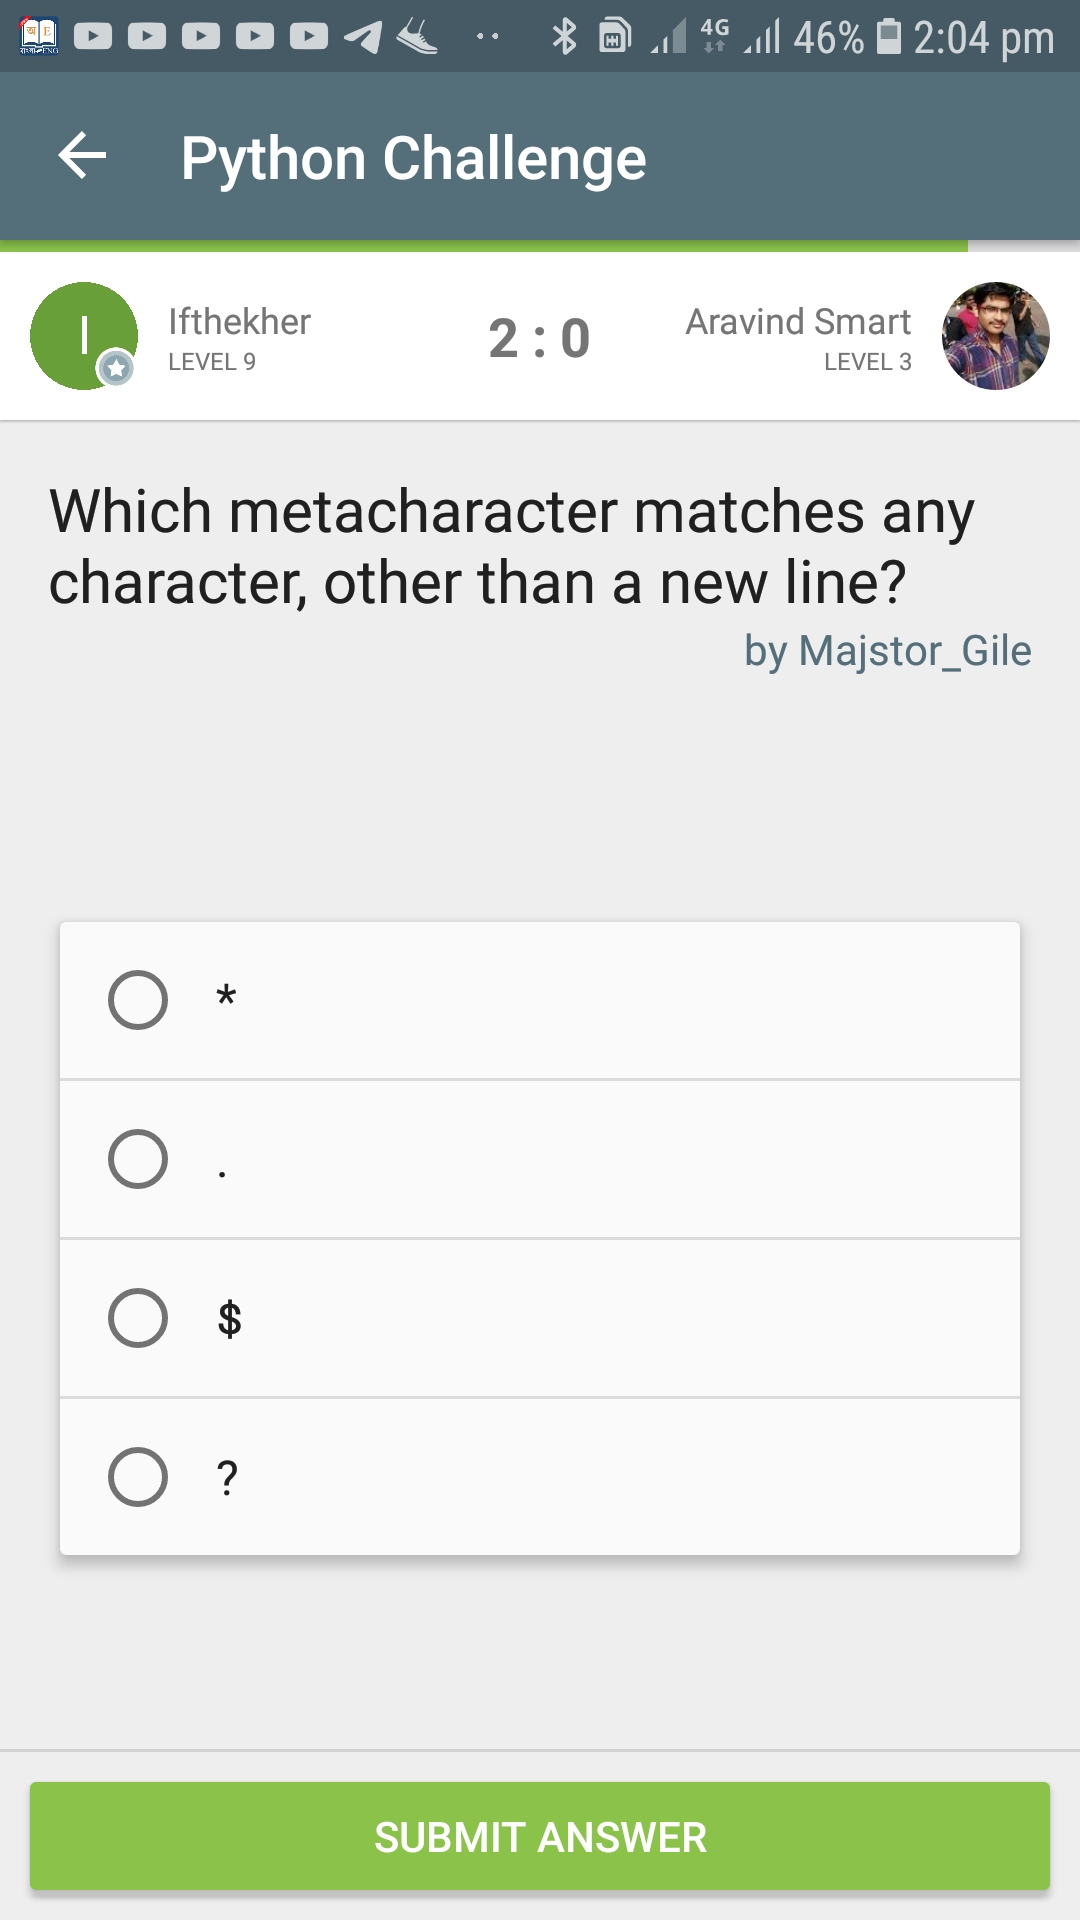 4G 46% 2:04 pm
Python Challenge
I
Ifthekher
LEVEL 9
2 : 0
Aravind Smart
LEVEL 3
Which metacharacter matches any
character, other than a new line?
by Majstor_Gile
*
.
$
?
SUBMIT ANSWER